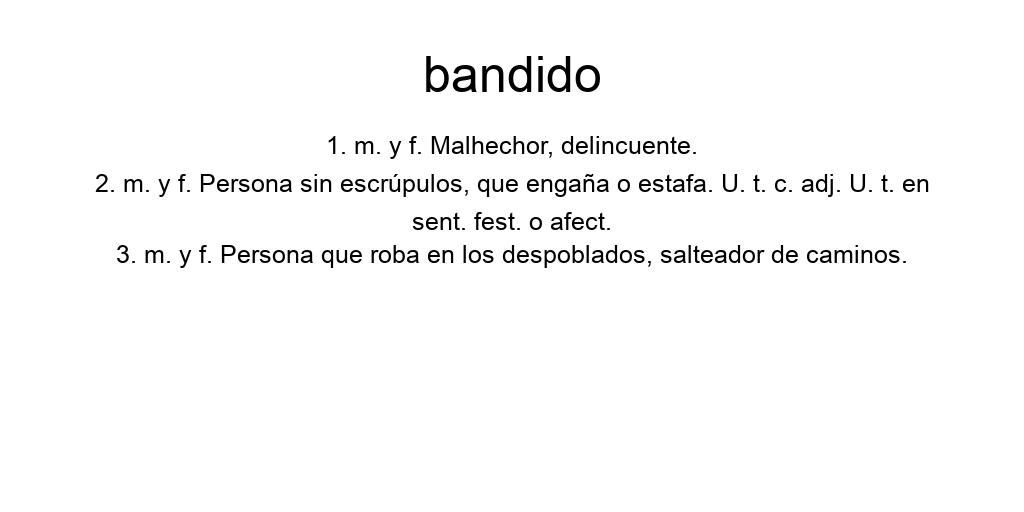 bandido
1. m. y f. Malhechor, delincuente.
2. m. y f. Persona sin escrúpulos, que engaña o estafa. U. t. c. adj. U. t. en
sent. fest. o afect.
3. m. y f. Persona que roba en los despoblados, salteador de caminos.